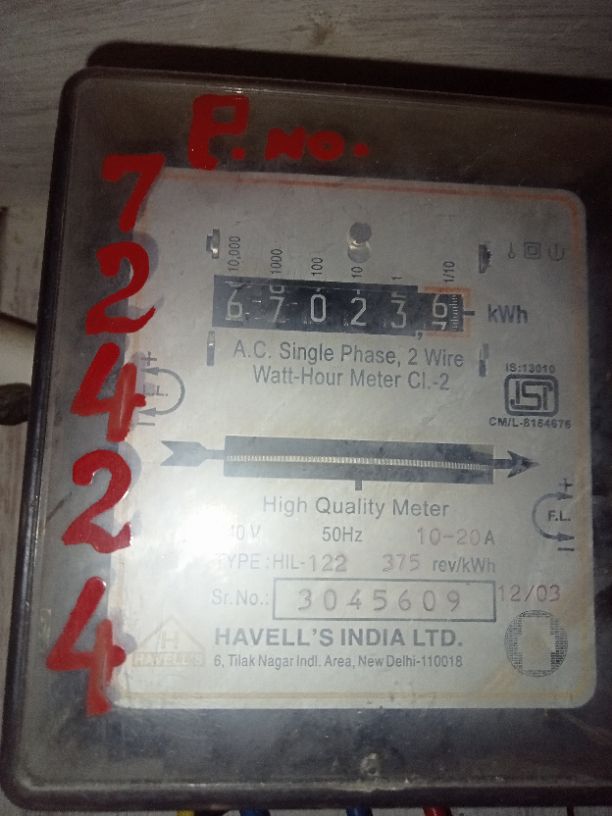 P. NO.
7
2
4
2
4
10,000 1000 100 10 1 1/10
6 7 0 2 3 , 6 kWh
7
A.C. Single Phase, 2 Wire
Watt-Hour Meter Cl.-2
IS:13010
ISI
CM/L-8164676
+ F.L.
High Quality Meter
40 V 50Hz 10-20A
TYPE : HIL-122 375 rev/kWh
Sr.No.: 3045609 12/03
H
HAVELL'S
HAVELL'S INDIA LTD.
6, Tilak Nagar Indl. Area, New Delhi-110018
+ F.L.